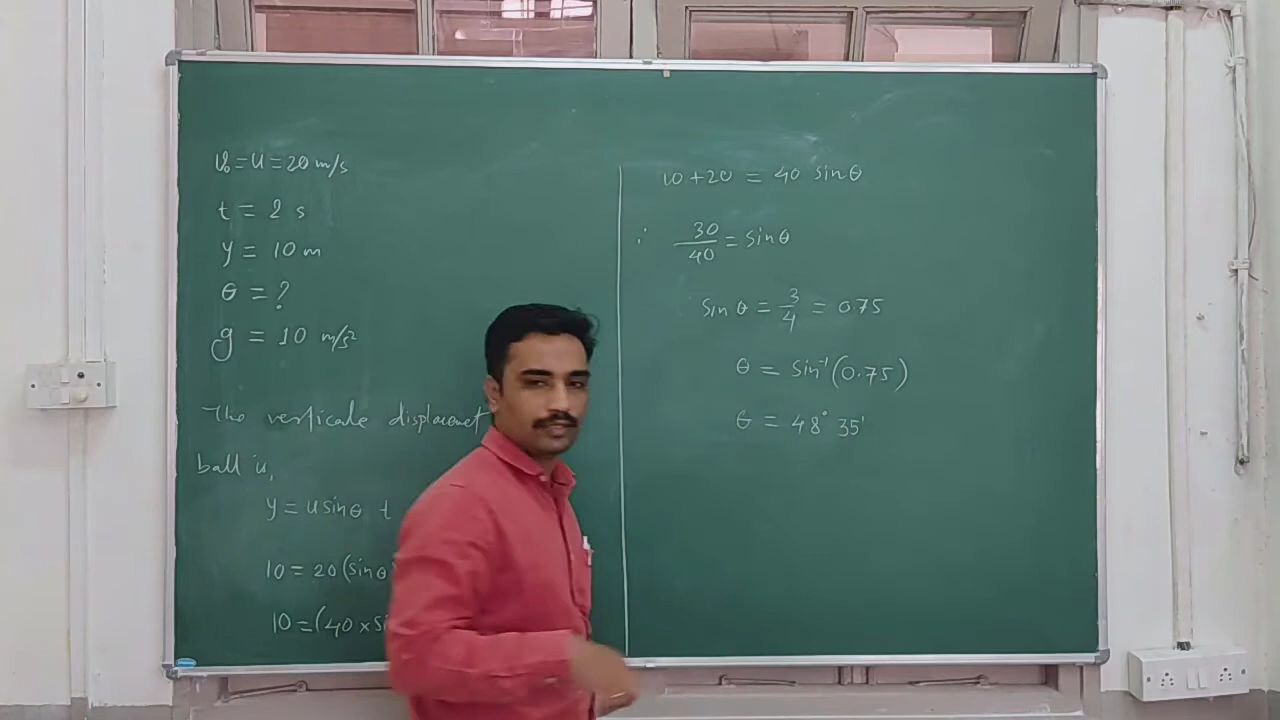 v₀ = u = 20 m/s
t = 2 s
y = 10 m
θ = ?
g = 10 m/s²
The verticale displacemet
ball is,
y = u sinθ t
10 = 20 (sinθ
10 = (40 × si
10 + 20 = 40 sinθ
∴ 30/40 = sinθ
sin θ = 3/4 = 0.75
θ = sin⁻¹(0.75)
θ = 48° 35'